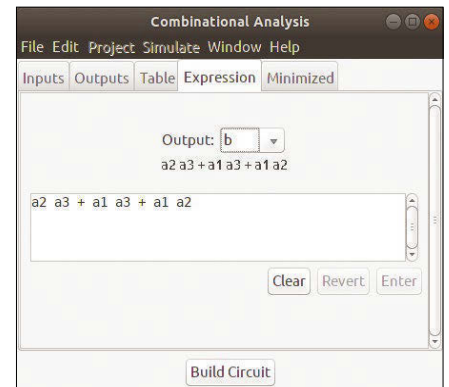 Combinational Analysis
File Edit Project Simulate Window Help
Inputs Outputs Table Expression Minimized
Output: b
a2 a3 + a1 a3 + a1 a2
a2 a3 + a1 a3 + a1 a2
Clear Revert Enter
Build Circuit